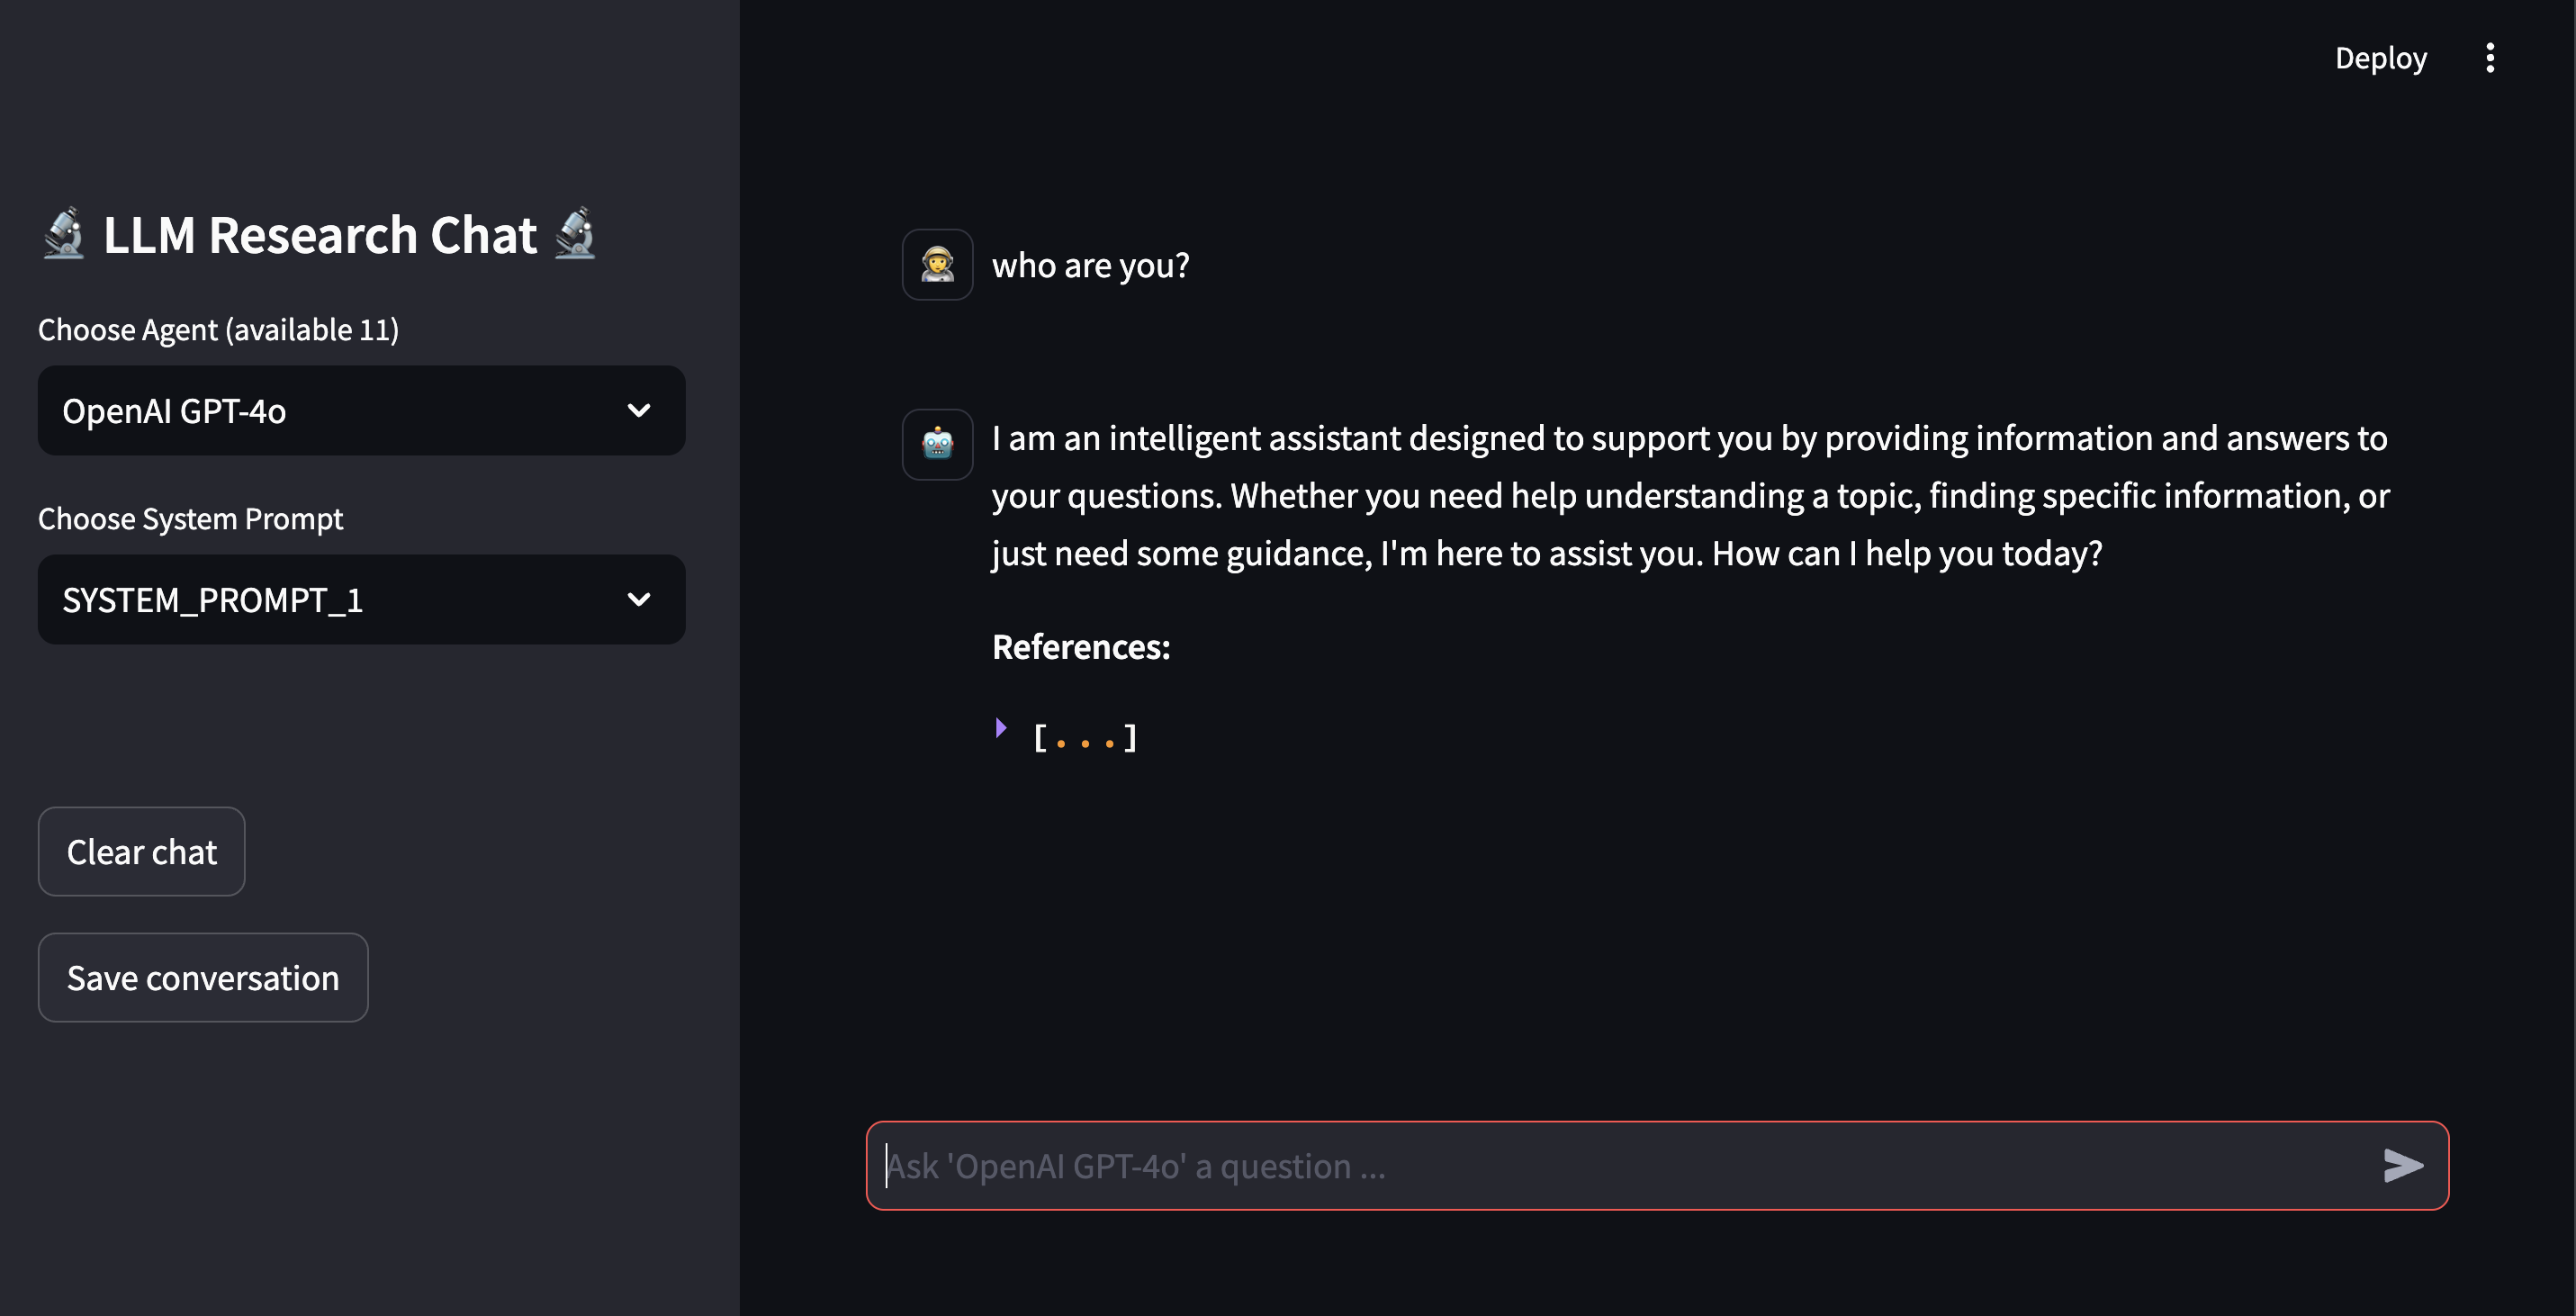 Deploy
🔬 LLM Research Chat 🔬
Choose Agent (available 11)
OpenAI GPT-4o
Choose System Prompt
SYSTEM_PROMPT_1
Clear chat
Save conversation
who are you?
I am an intelligent assistant designed to support you by providing information and answers to
your questions. Whether you need help understanding a topic, finding specific information, or
just need some guidance, I'm here to assist you. How can I help you today?
References:
[...]
Ask 'OpenAI GPT-4o' a question ...